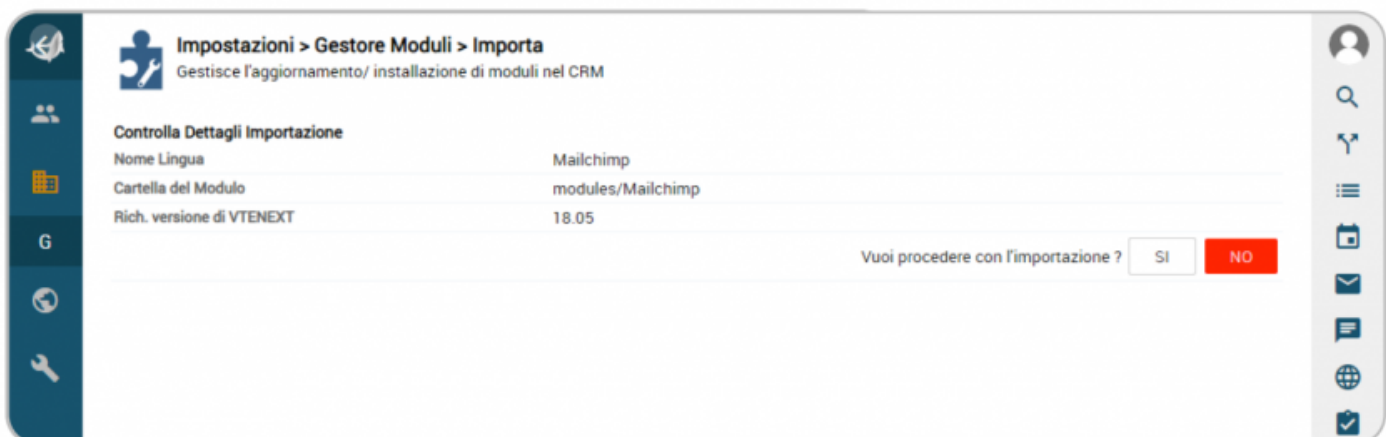 Impostazioni > Gestore Moduli > Importa
Gestisce l'aggiornamento/ installazione di moduli nel CRM
Controlla Dettagli Importazione
Nome Lingua Mailchimp
Cartella del Modulo modules/Mailchimp
Rich. versione di VTENEXT 18.05
G
Vuoi procedere con l'importazione ? SI NO